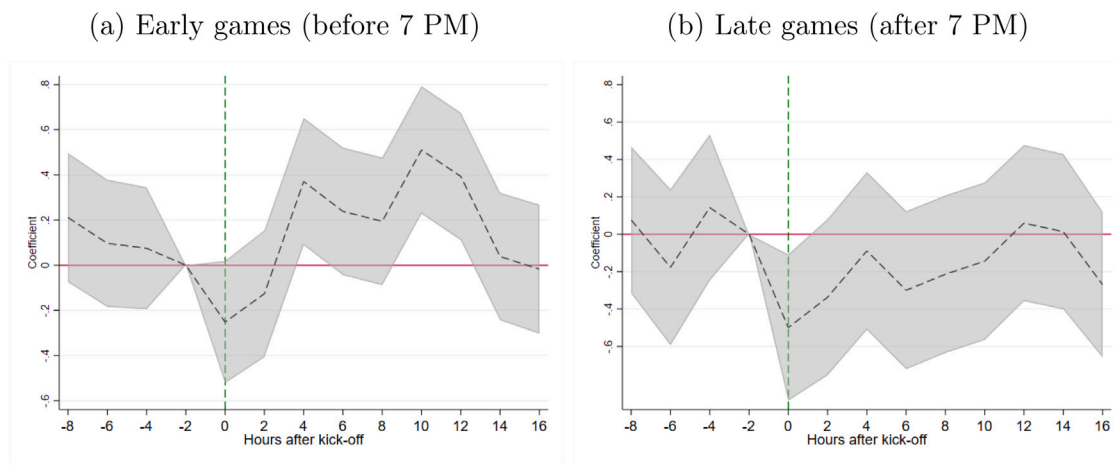 (a) Early games (before 7 PM)
(b) Late games (after 7 PM)
.8
.6
.4
.2
0
-.2
-.4
-.6
Coefficient
-8 -6 -4 -2 0 2 4 6 8 10 12 14 16
Hours after kick-off
.8
.6
.4
.2
0
-.2
-.4
-.6
Coefficient
-8 -6 -4 -2 0 2 4 6 8 10 12 14 16
Hours after kick-off